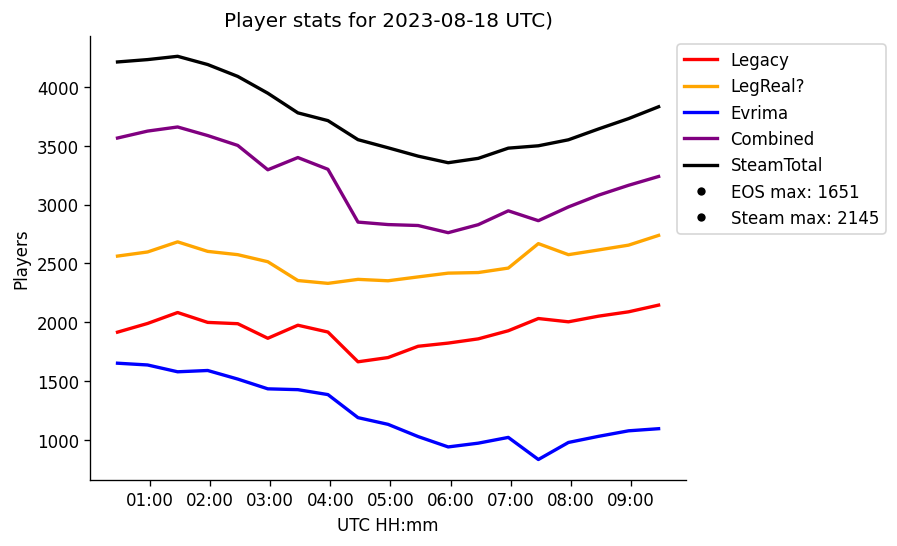 Player stats for 2023-08-18 UTC)
Players
4000
3500
3000
2500
2000
1500
1000
01:00 02:00 03:00 04:00 05:00 06:00 07:00 08:00 09:00
UTC HH:mm
Legacy
LegReal?
Evrima
Combined
SteamTotal
EOS max: 1651
Steam max: 2145